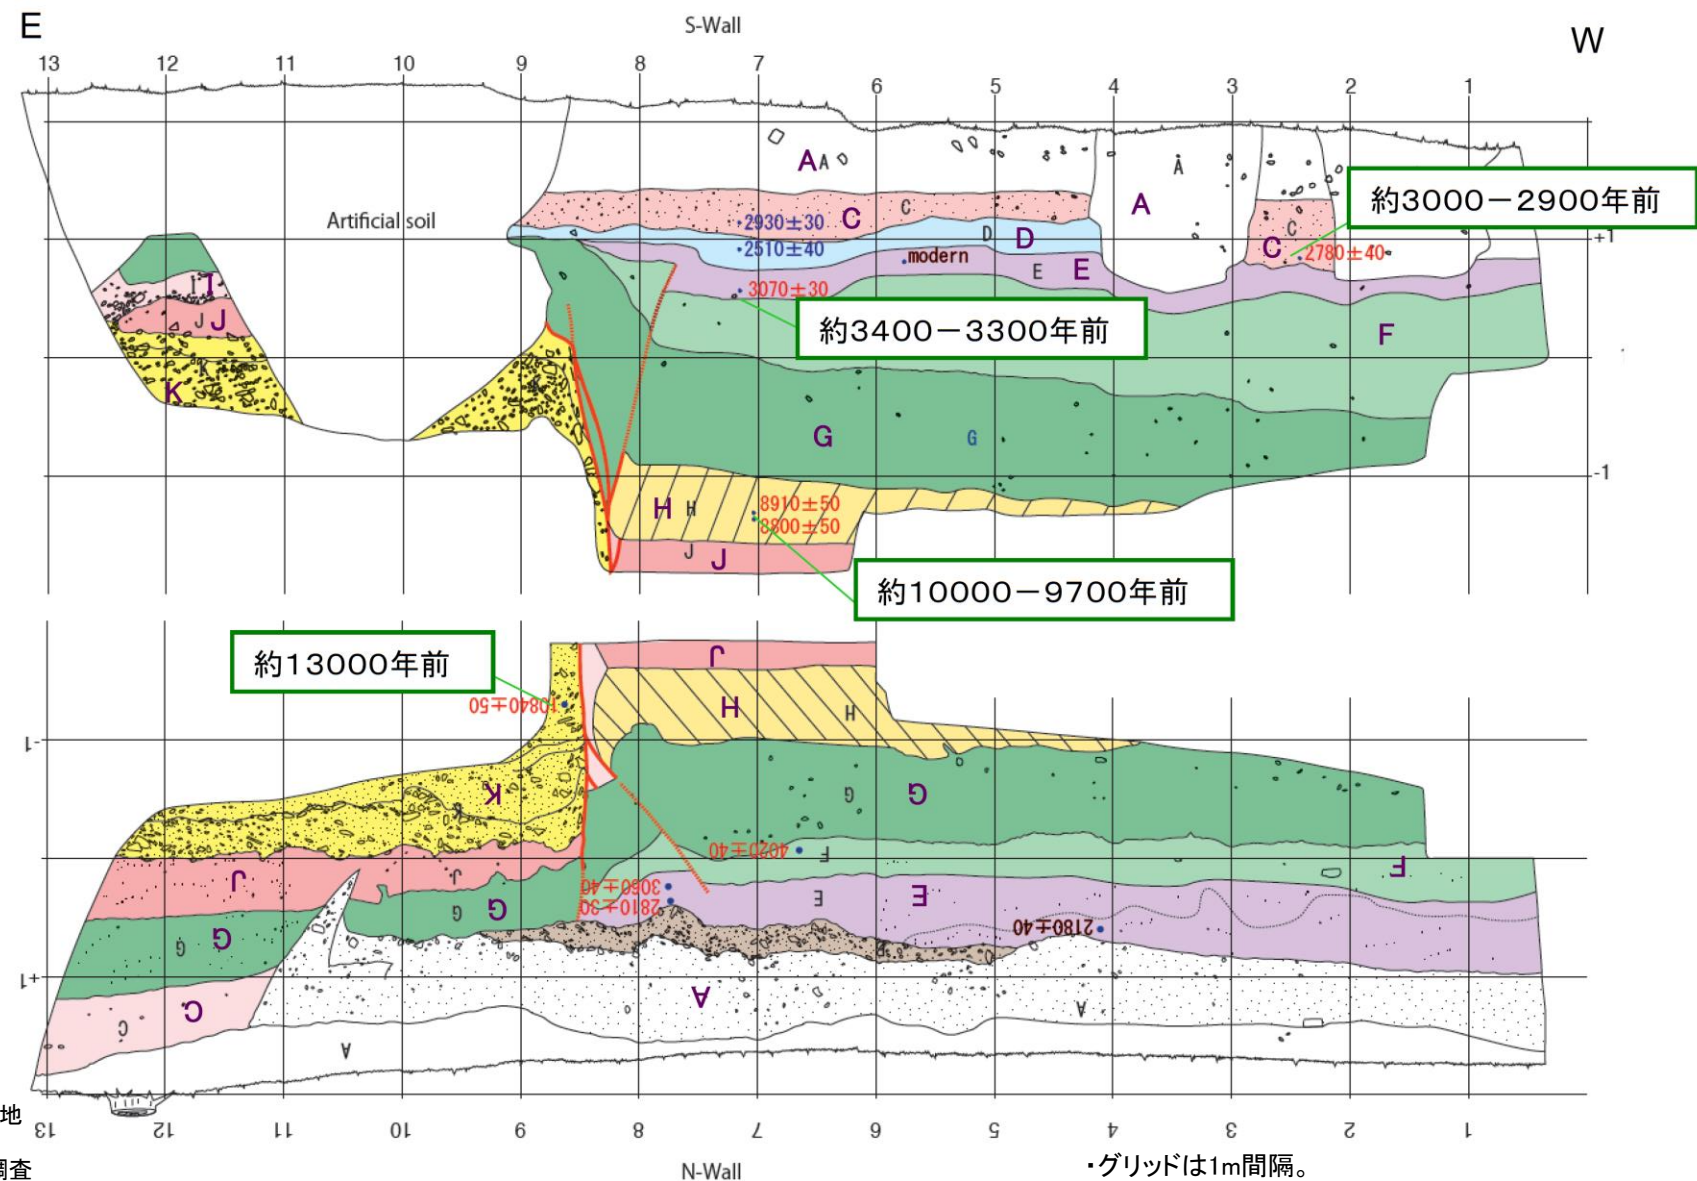 E
S-Wall
W
13 12 11 10 9 8 7 6 5 4 3 2 1
A A A A
Artificial soil
約3000－2900年前
C C C C
2930±30
D D
2510±40
+1
2780±40
modern
E E
3070±30
I I
J J
約3400－3300年前
F
K K
G G
-1
H H
8910±50
8800±50
J J
約10000－9700年前
J
約13000年前
10840±50
H H
-1
K K
G G
4020±40
F F
J J
3060±40
2810±30
E E
G G
G G
2180±40
+1
C C
A A
A
地
13 12 11 10 9 8 7 6 5 4 3 2 1
調査
N-Wall
・グリッドは1m間隔。